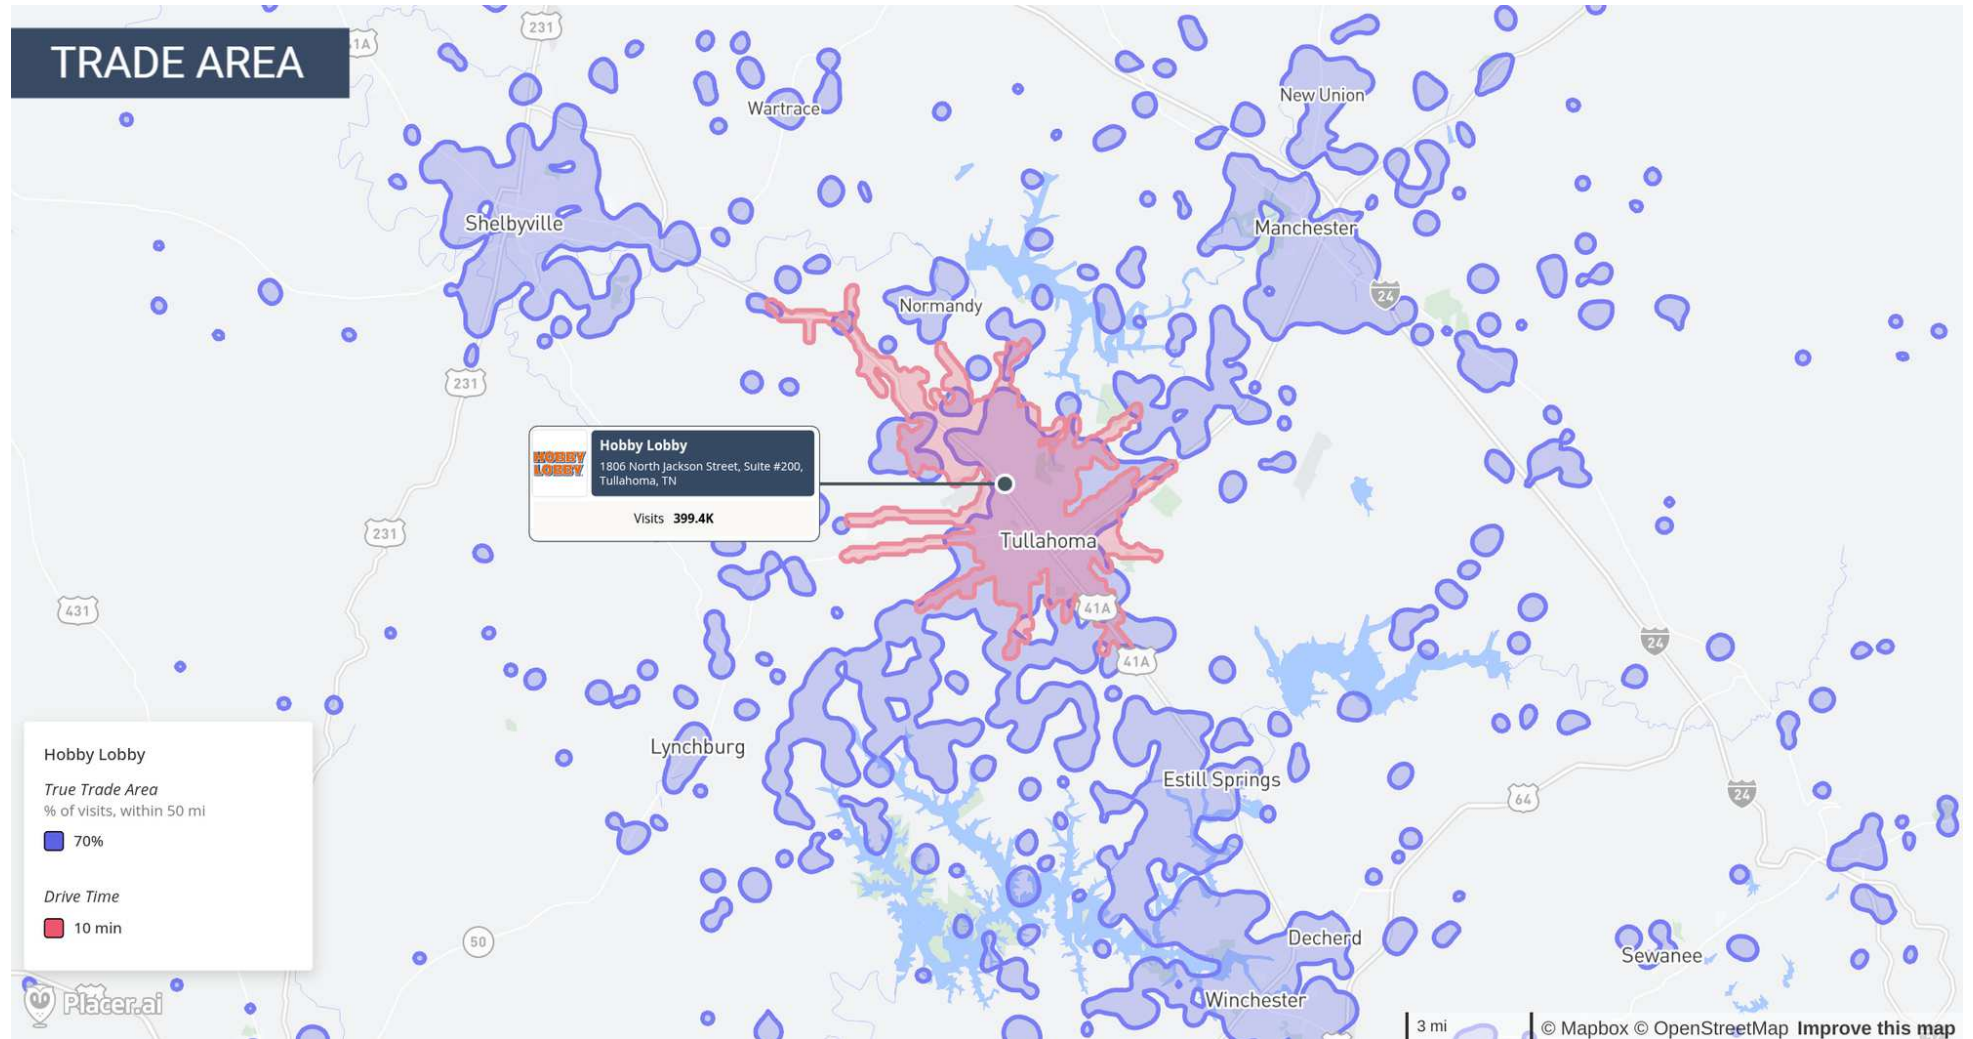 TRADE AREA
41A
231
New Union
Wartrace
Shelbyville
Manchester
24
Normandy
231
HOBBY
LOBBY
Hobby Lobby
1806 North Jackson Street, Suite #200,
Tullahoma, TN
Visits 399.4K
231
Tullahoma
431
41A
24
41A
Lynchburg
Hobby Lobby
True Trade Area
% of visits, within 50 mi
70%
Drive Time
10 min
Estill Springs
64
24
50
Decherd
Sewanee
Winchester
Placer.ai
3 mi
© Mapbox © OpenStreetMap Improve this map